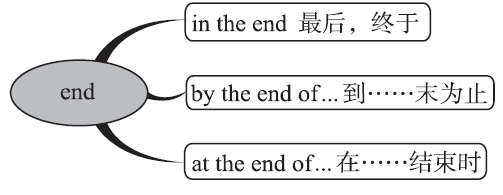 in the end 最后，终于
end
by the end of...到……末为止
at the end of...在……结束时